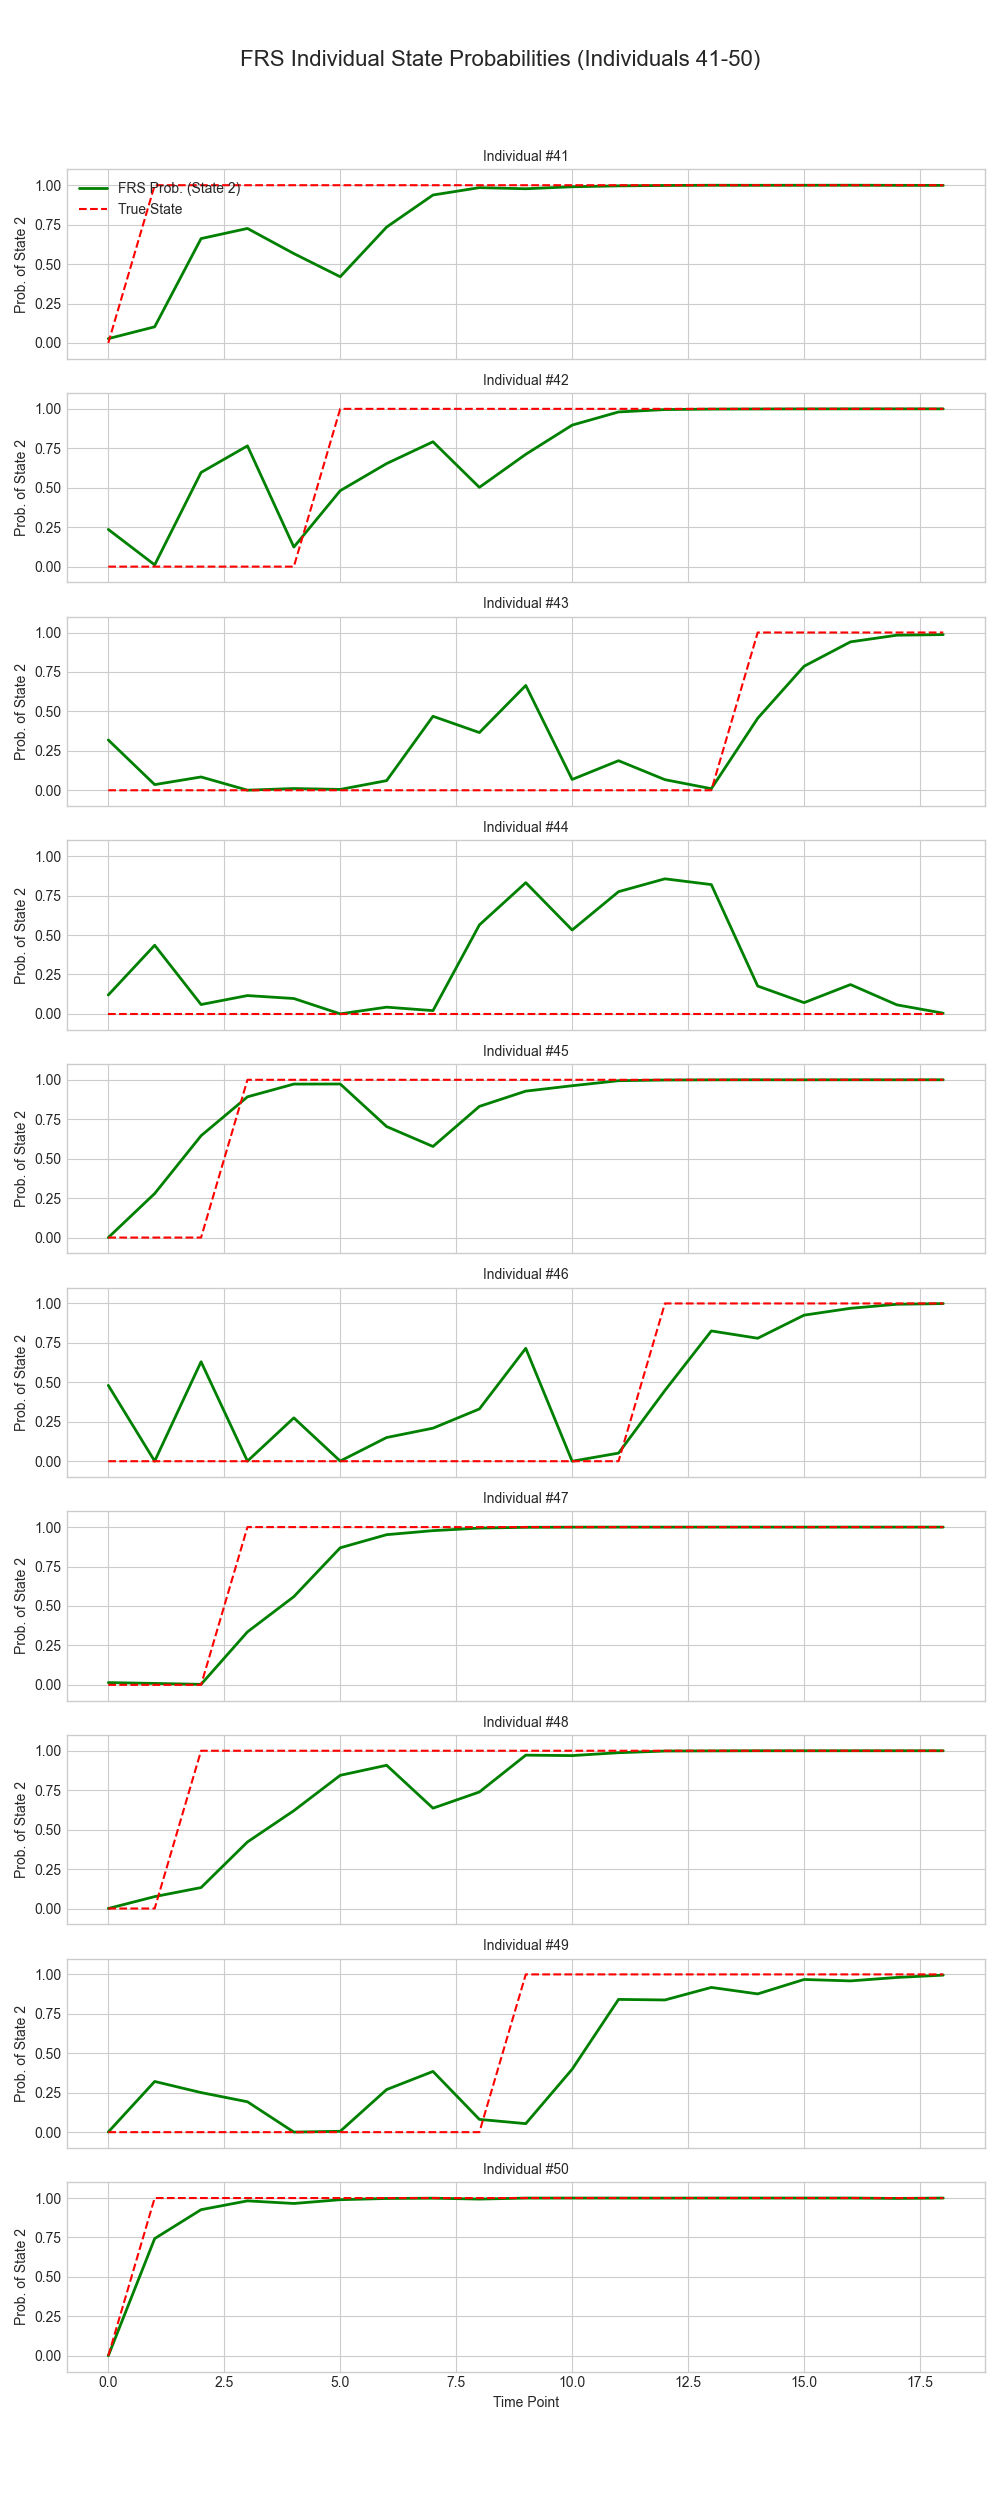 FRS Individual State Probabilities (Individuals 41-50)
Individual #41
FRS Prob. (State 2)
True State
Prob. of State 2
1.00
0.75
0.50
0.25
0.00
Individual #42
Prob. of State 2
1.00
0.75
0.50
0.25
0.00
Individual #43
Prob. of State 2
1.00
0.75
0.50
0.25
0.00
Individual #44
Prob. of State 2
1.00
0.75
0.50
0.25
0.00
Individual #45
Prob. of State 2
1.00
0.75
0.50
0.25
0.00
Individual #46
Prob. of State 2
1.00
0.75
0.50
0.25
0.00
Individual #47
Prob. of State 2
1.00
0.75
0.50
0.25
0.00
Individual #48
Prob. of State 2
1.00
0.75
0.50
0.25
0.00
Individual #49
Prob. of State 2
1.00
0.75
0.50
0.25
0.00
Individual #50
Prob. of State 2
1.00
0.75
0.50
0.25
0.00
0.0 2.5 5.0 7.5 10.0 12.5 15.0 17.5
Time Point